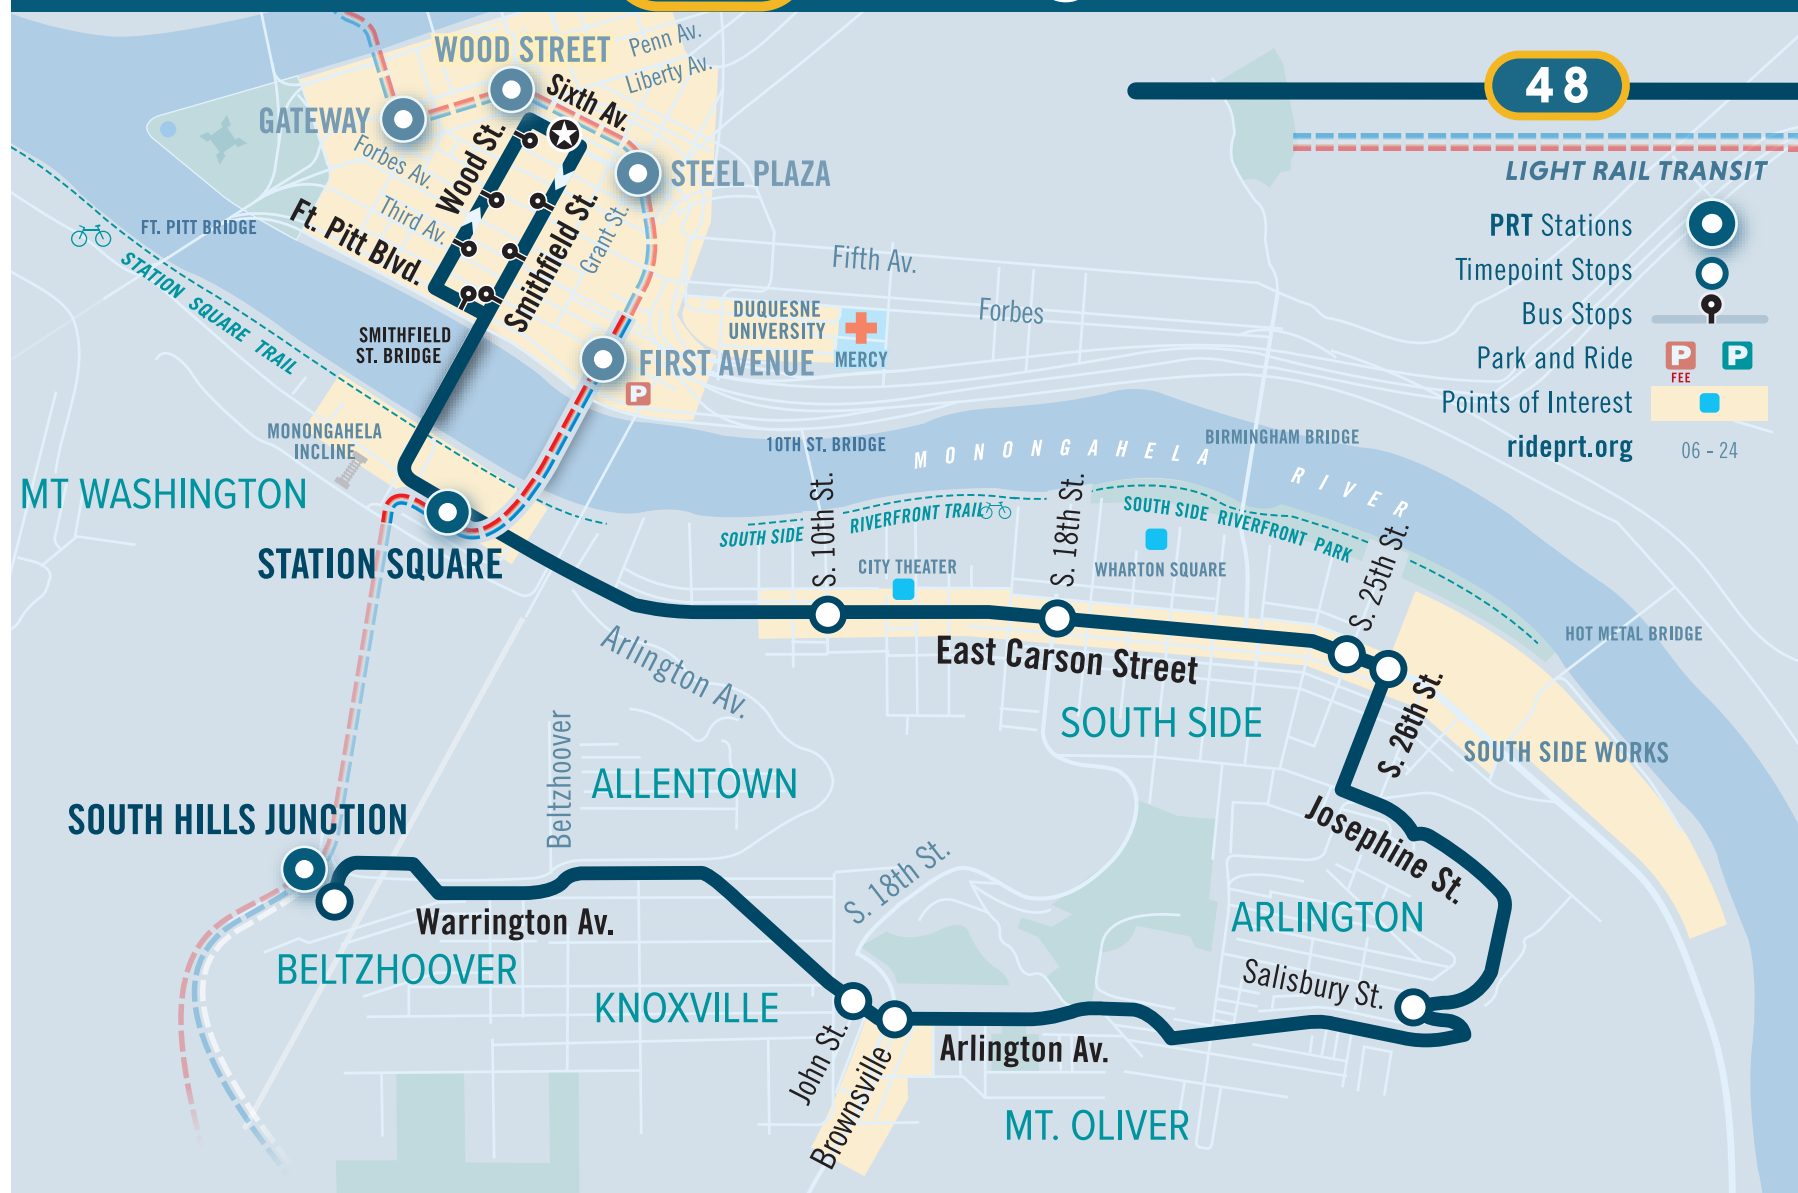 48
LIGHT RAIL TRANSIT
PRT Stations
Timepoint Stops
Bus Stops
Park and Ride
P
P
FEE
Points of Interest
rideprt.org
06 - 24
WOOD STREET
Penn Av.
Liberty Av.
Sixth Av.
GATEWAY
Forbes Av.
Wood St.
STEEL PLAZA
Third Av.
Ft. Pitt Blvd.
Smithfield St.
Grant St.
FT. PITT BRIDGE
STATION SQUARE TRAIL
Fifth Av.
Forbes
DUQUESNE
UNIVERSITY
MERCY
SMITHFIELD
ST. BRIDGE
FIRST AVENUE
P
MONONGAHELA
INCLINE
MT WASHINGTON
STATION SQUARE
10TH ST. BRIDGE
MONONGAHELA RIVER
BIRMINGHAM BRIDGE
SOUTH SIDE RIVERFRONT TRAIL
SOUTH SIDE RIVERFRONT PARK
S. 10th St.
S. 18th St.
S. 25th St.
CITY THEATER
WHARTON SQUARE
HOT METAL BRIDGE
East Carson Street
Arlington Av.
SOUTH SIDE
S. 26th St.
SOUTH SIDE WORKS
Beltzhoover
ALLENTOWN
SOUTH HILLS JUNCTION
Josephine St.
S. 18th St.
Warrington Av.
ARLINGTON
BELTZHOOVER
Salisbury St.
KNOXVILLE
John St.
Brownsville
Arlington Av.
MT. OLIVER